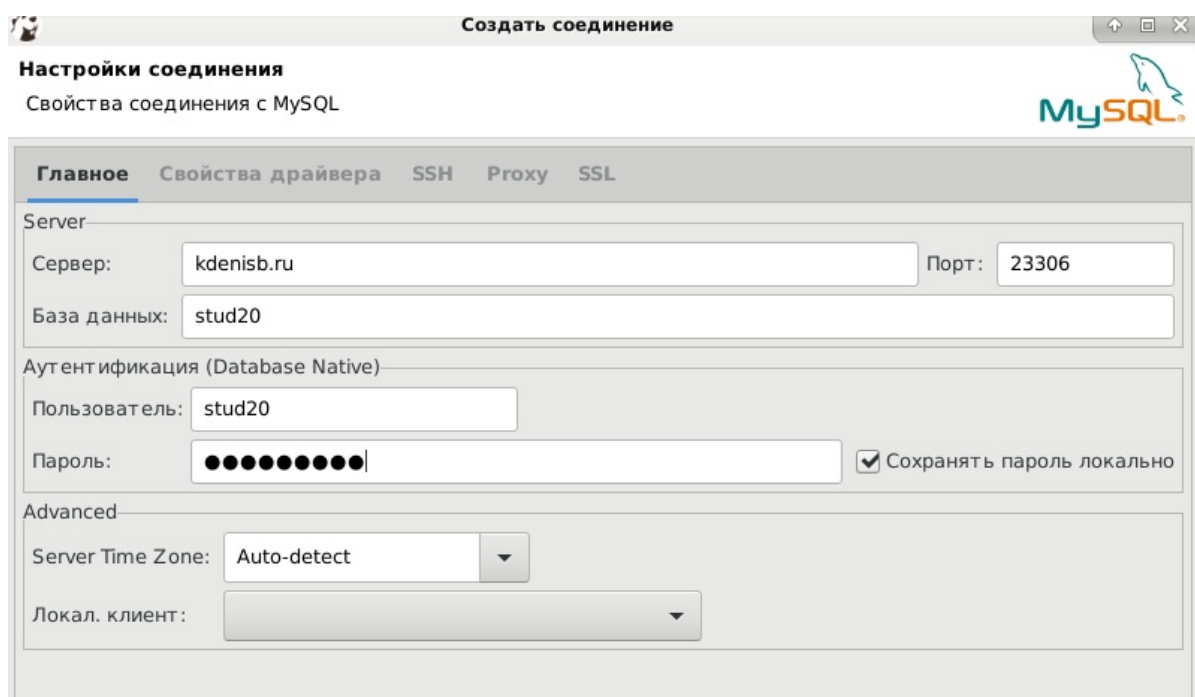 Создать соединение
Настройки соединения
Свойства соединения с MySQL
MySQL®
Главное Свойства драйвера SSH Proxy SSL
Server
Сервер: kdenisb.ru Порт: 23306
База данных: stud20
Аутентификация (Database Native)
Пользователь: stud20
Пароль: ●●●●●●●●● Сохранять пароль локально
Advanced
Server Time Zone: Auto-detect
Локал. клиент: